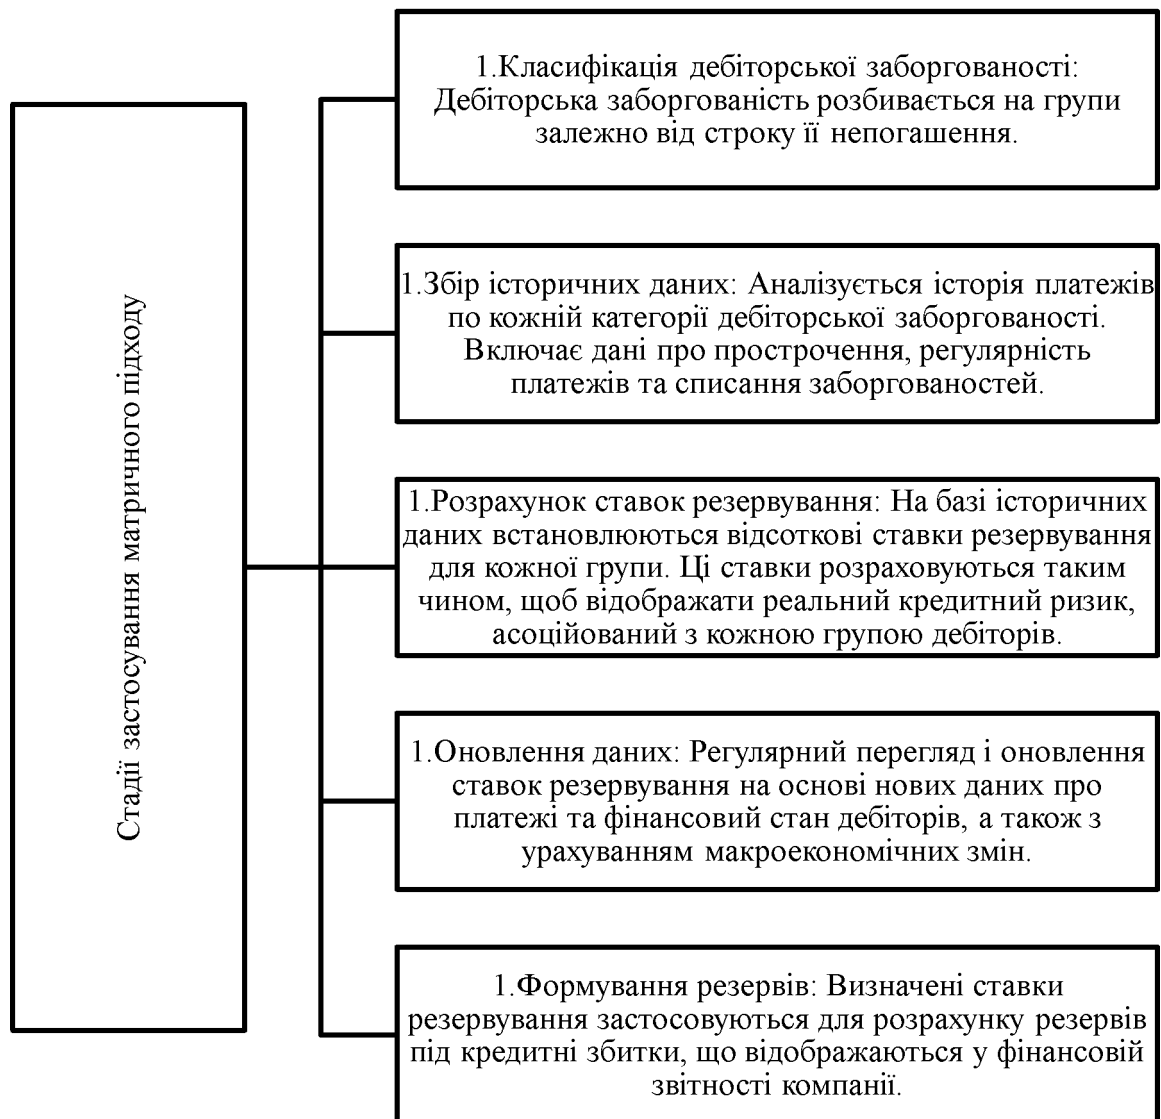 Стадії застосування матричного підходу
1.Класифікація дебіторської заборгованості:
Дебіторська заборгованість розбивається на групи
залежно від строку її непогашення.
1.Збір історичних даних: Аналізується історія платежів
по кожній категорії дебіторської заборгованості.
Включає дані про прострочення, регулярність
платежів та списання заборгованостей.
1.Розрахунок ставок резервування: На базі історичних
даних встановлюються відсоткові ставки резервування
для кожної групи. Ці ставки розраховуються таким
чином, щоб відображати реальний кредитний ризик,
асоційований з кожною групою дебіторів.
1.Оновлення даних: Регулярний перегляд і оновлення
ставок резервування на основі нових даних про
платежі та фінансовий стан дебіторів, а також з
урахуванням макроекономічних змін.
1.Формування резервів: Визначені ставки
резервування застосовуються для розрахунку резервів
під кредитні збитки, що відображаються у фінансовій
звітності компанії.